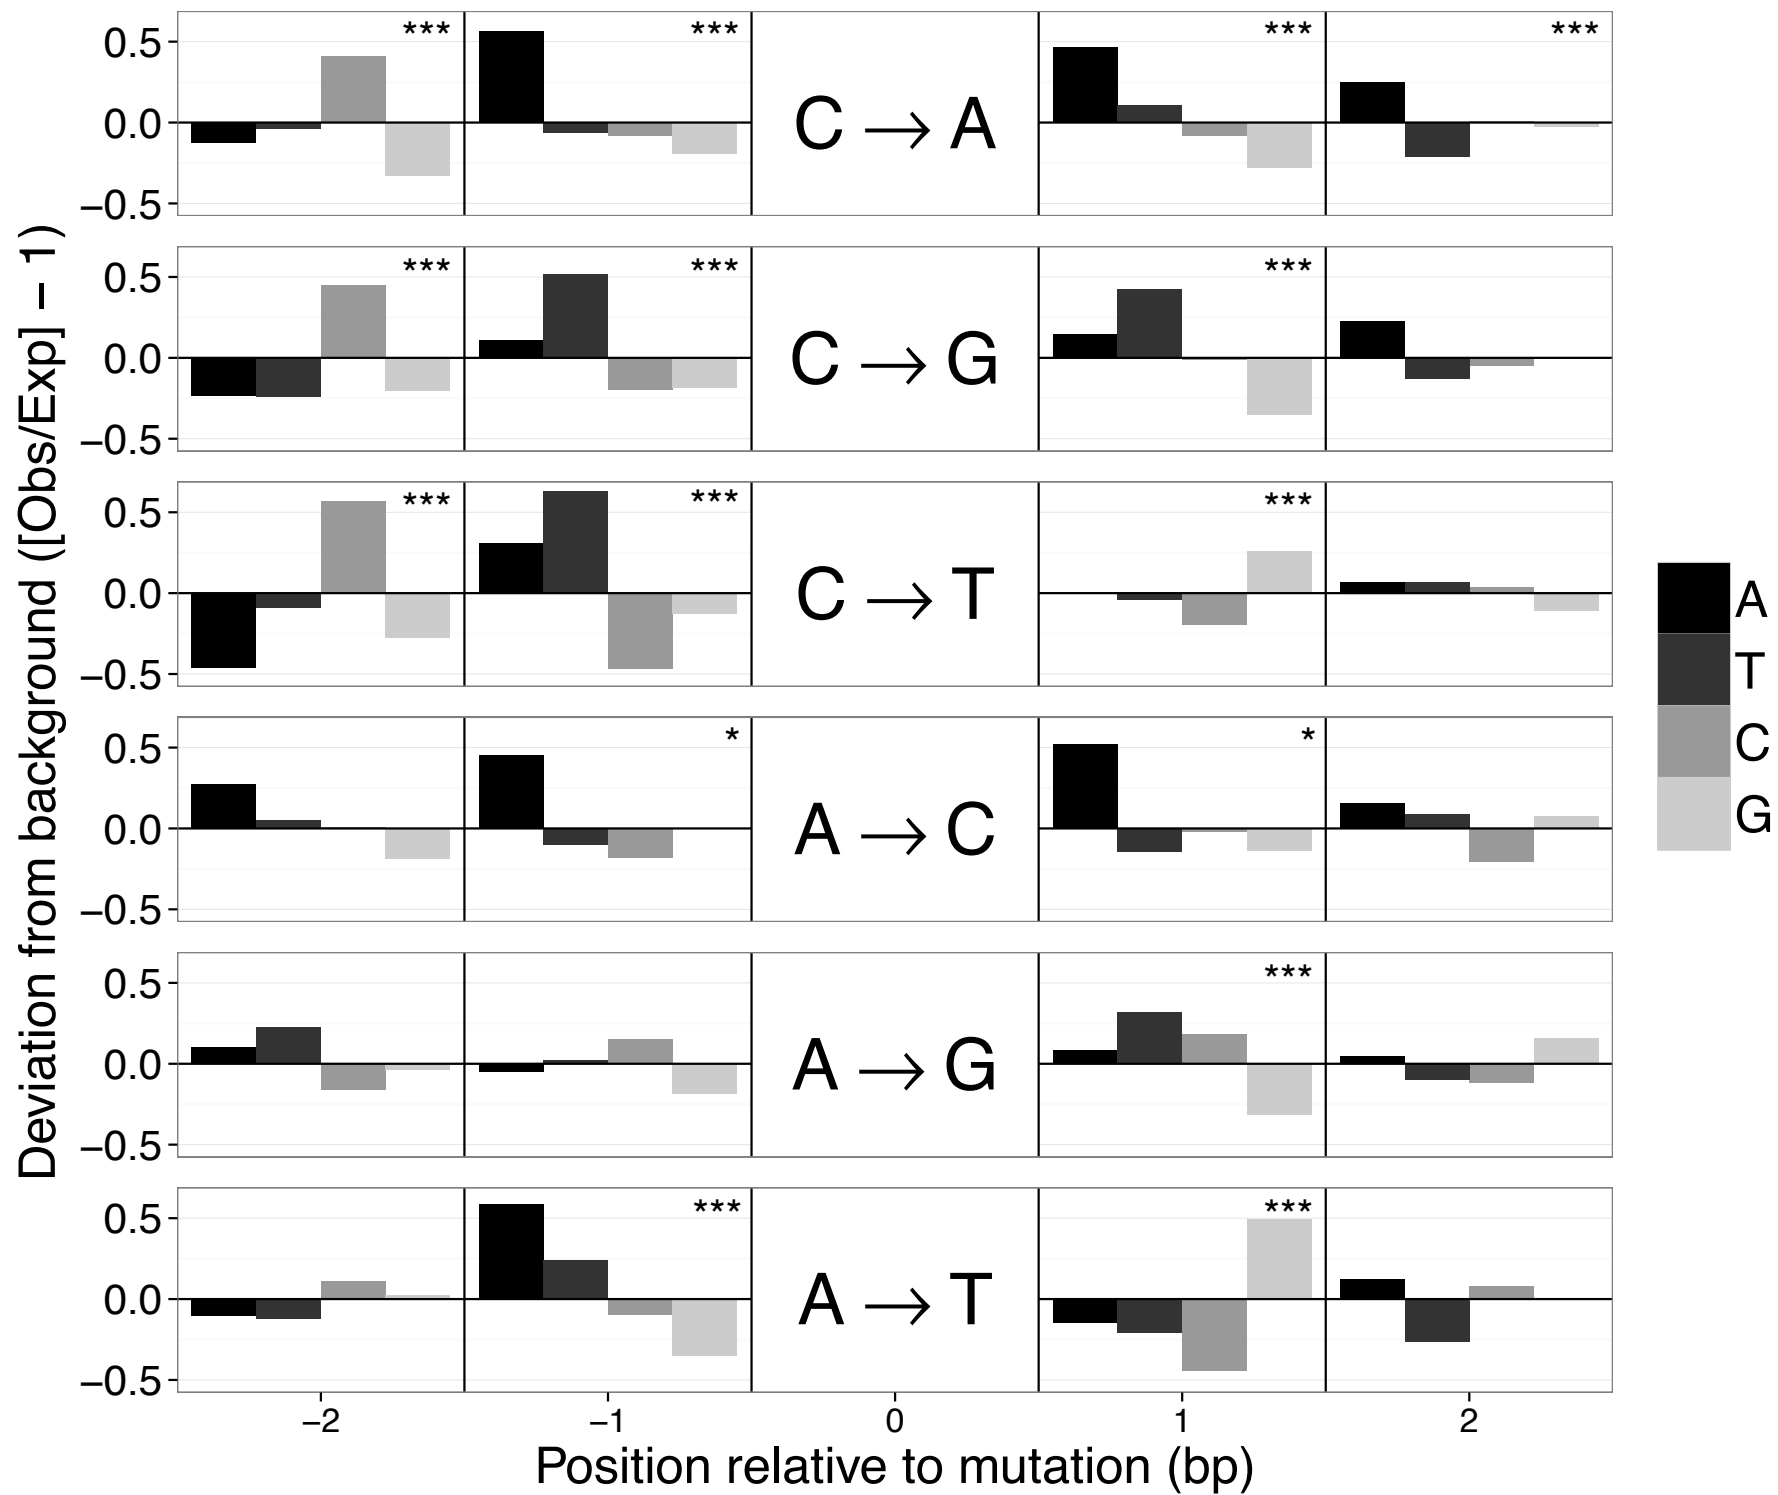 Deviation from background ([Obs/Exp] − 1)
0.5
0.0
−0.5
*** *** C → A *** ***
0.5
0.0
−0.5
*** *** C → G ***
0.5
0.0
−0.5
*** *** C → T ***
0.5
0.0
−0.5
* A → C *
0.5
0.0
−0.5
A → G ***
0.5
0.0
−0.5
*** A → T ***
−2 −1 0 1 2
Position relative to mutation (bp)
A
T
C
G